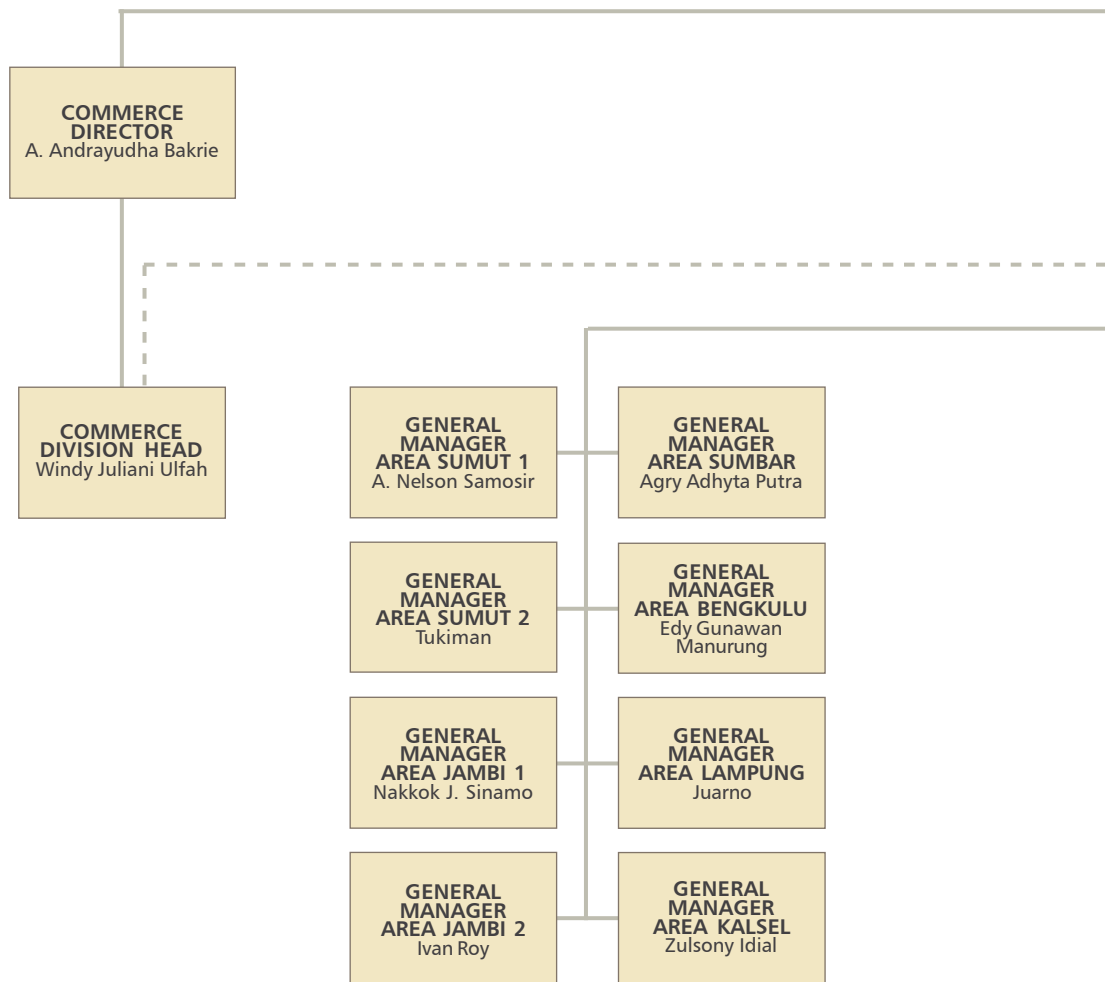 COMMERCE
DIRECTOR
A. Andrayudha Bakrie
COMMERCE
DIVISION HEAD
Windy Juliani Ulfah
GENERAL
MANAGER
AREA SUMUT 1
A. Nelson Samosir
GENERAL
MANAGER
AREA SUMBAR
Agry Adhyta Putra
GENERAL
MANAGER
AREA SUMUT 2
Tukiman
GENERAL
MANAGER
AREA BENGKULU
Edy Gunawan
Manurung
GENERAL
MANAGER
AREA JAMBI 1
Nakkok J. Sinamo
GENERAL
MANAGER
AREA LAMPUNG
Juarno
GENERAL
MANAGER
AREA JAMBI 2
Ivan Roy
GENERAL
MANAGER
AREA KALSEL
Zulsony Idial